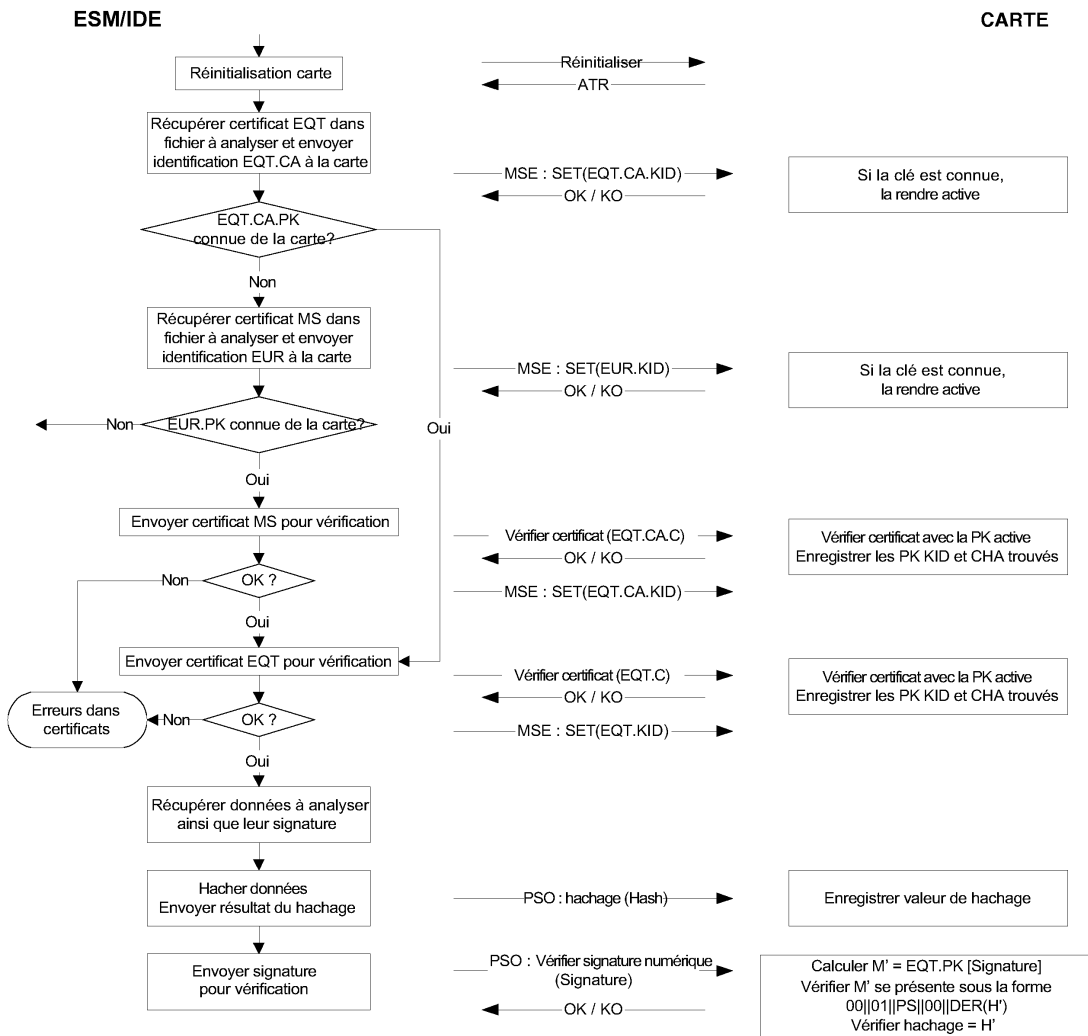 ESM/IDE
CARTE
Réinitialisation carte
Réinitialiser
ATR
Récupérer certificat EQT dans
fichier à analyser et envoyer
identification EQT.CA à la carte
MSE : SET(EQT.CA.KID)
OK / KO
Si la clé est connue,
la rendre active
EQT.CA.PK
connue de la carte?
Non
Oui
Récupérer certificat MS dans
fichier à analyser et envoyer
identification EUR à la carte
MSE : SET(EUR.KID)
OK / KO
Si la clé est connue,
la rendre active
Non
EUR.PK connue de la carte?
Oui
Envoyer certificat MS pour vérification
Vérifier certificat (EQT.CA.C)
OK / KO
Vérifier certificat avec la PK active
Enregistrer les PK KID et CHA trouvés
Non
OK ?
MSE : SET(EQT.CA.KID)
Oui
Envoyer certificat EQT pour vérification
Vérifier certificat (EQT.C)
OK / KO
Vérifier certificat avec la PK active
Enregistrer les PK KID et CHA trouvés
Erreurs dans
certificats
Non
OK ?
MSE : SET(EQT.KID)
Oui
Récupérer données à analyser
ainsi que leur signature
Hacher données
Envoyer résultat du hachage
PSO : hachage (Hash)
Enregistrer valeur de hachage
Envoyer signature
pour vérification
PSO : Vérifier signature numérique
(Signature)
OK / KO
Calculer M' = EQT.PK [Signature]
Vérifier M' se présente sous la forme
00||01||PS||00||DER(H')
Vérifier hachage = H'